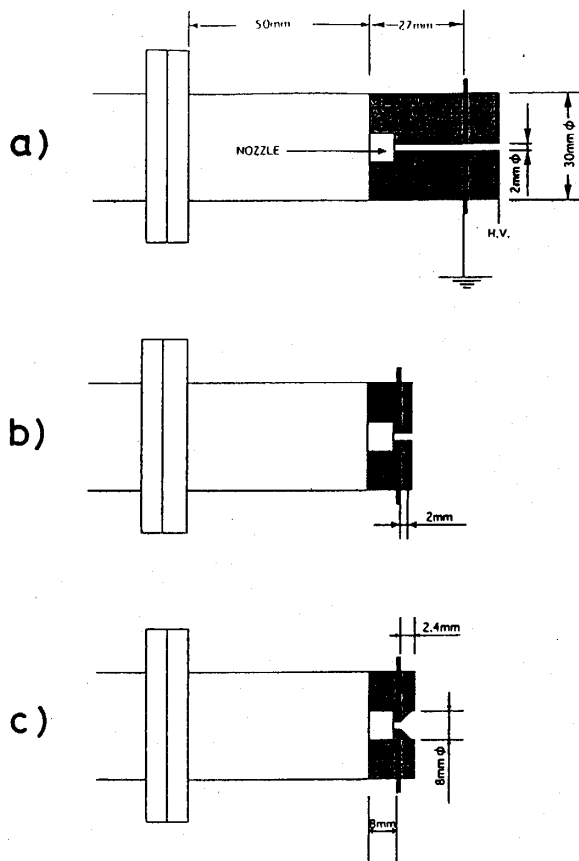 50mm
27mm
a)
NOZZLE
2mm φ
30mm φ
H.V.
b)
2mm
2.4mm
c)
8mm φ
8mm